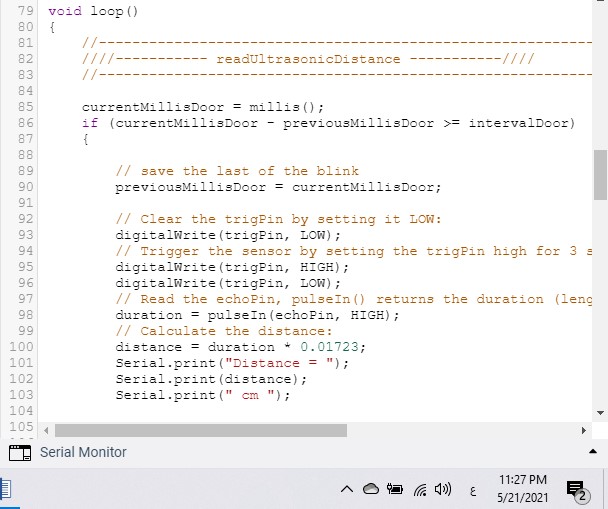 79 void loop()
80 {
81 //------------------------------------------------------------
82 ////----------- readUltrasonicDistance -----------////
83 //------------------------------------------------------------
84
85 currentMillisDoor = millis();
86 if (currentMillisDoor - previousMillisDoor >= intervalDoor)
87 {
88
89 // save the last of the blink
90 previousMillisDoor = currentMillisDoor;
91
92 // Clear the trigPin by setting it LOW:
93 digitalWrite(trigPin, LOW);
94 // Trigger the sensor by setting the trigPin high for 3 s
95 digitalWrite(trigPin, HIGH);
96 digitalWrite(trigPin, LOW);
97 // Read the echoPin, pulseIn() returns the duration (leng
98 duration = pulseIn(echoPin, HIGH);
99 // Calculate the distance:
100 distance = duration * 0.01723;
101 Serial.print("Distance = ");
102 Serial.print(distance);
103 Serial.print(" cm ");
104
105
Serial Monitor
ع
11:27 PM
5/21/2021
2